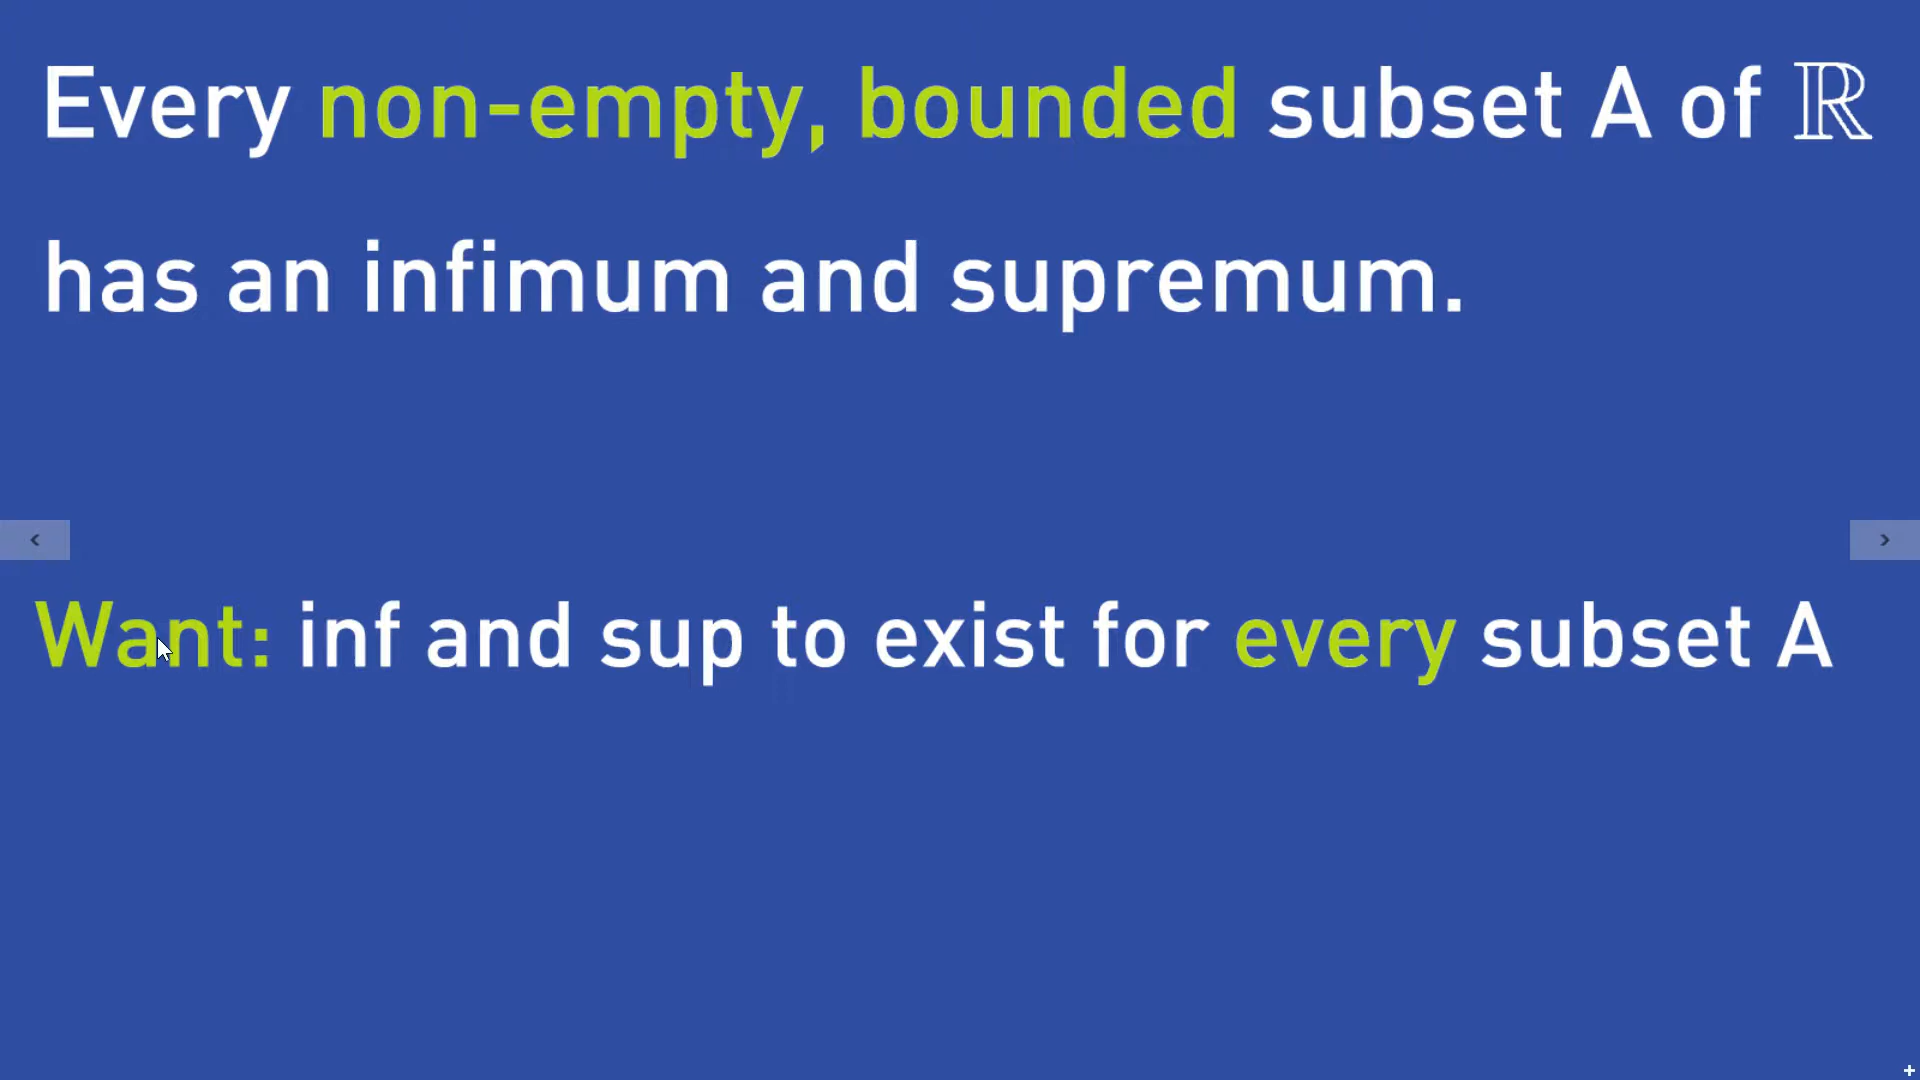 Every non-empty, bounded subset A of ℝ
has an infimum and supremum.
Want: inf and sup to exist for every subset A